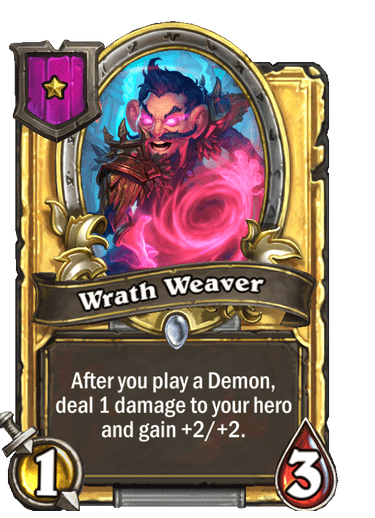 Wrath Weaver
After you play a Demon,
deal 1 damage to your hero
and gain +2/+2.
1
3